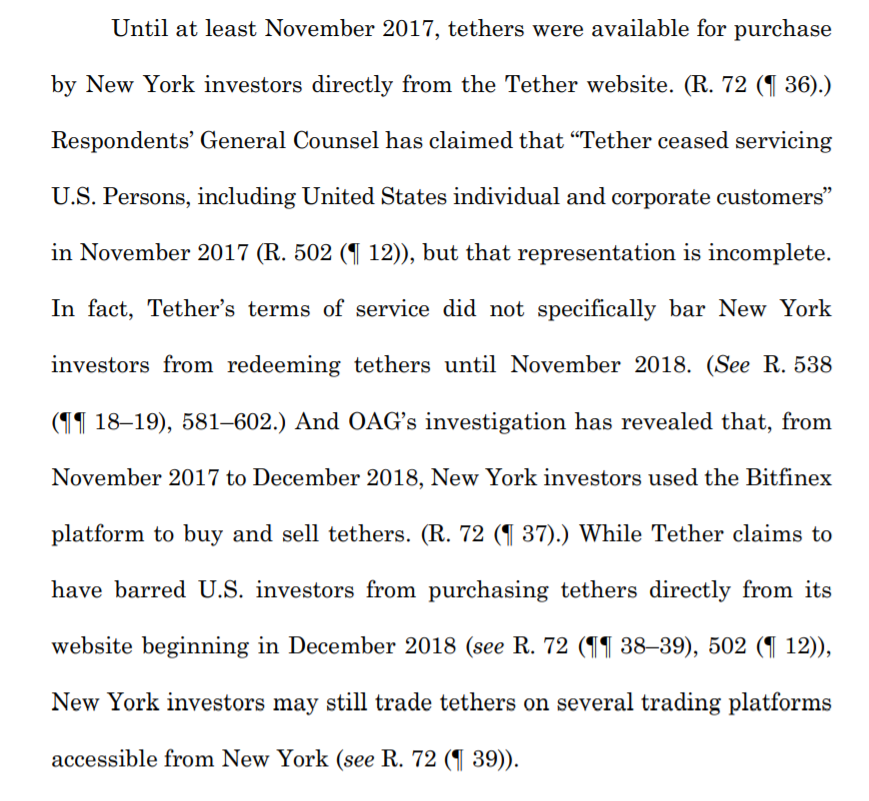 Until at least November 2017, tethers were available for purchase
by New York investors directly from the Tether website. (R. 72 (¶ 36).)
Respondents’ General Counsel has claimed that “Tether ceased servicing
U.S. Persons, including United States individual and corporate customers”
in November 2017 (R. 502 (¶ 12)), but that representation is incomplete.
In fact, Tether’s terms of service did not specifically bar New York
investors from redeeming tethers until November 2018. (See R. 538
(¶¶ 18–19), 581–602.) And OAG’s investigation has revealed that, from
November 2017 to December 2018, New York investors used the Bitfinex
platform to buy and sell tethers. (R. 72 (¶ 37).) While Tether claims to
have barred U.S. investors from purchasing tethers directly from its
website beginning in December 2018 (see R. 72 (¶¶ 38–39), 502 (¶ 12)),
New York investors may still trade tethers on several trading platforms
accessible from New York (see R. 72 (¶ 39)).